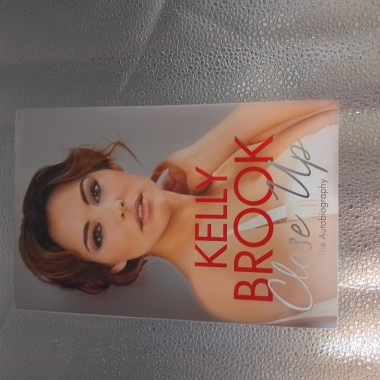 KELLY
BROOK
Close Up
The Autobiography